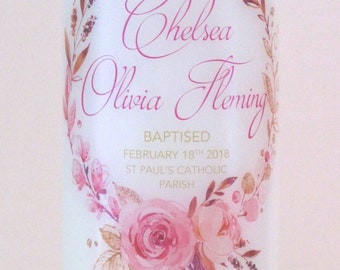 Chelsea
Olivia Fleming
BAPTISED
FEBRUARY 18TH 2018
ST PAUL'S CATHOLIC
PARISH